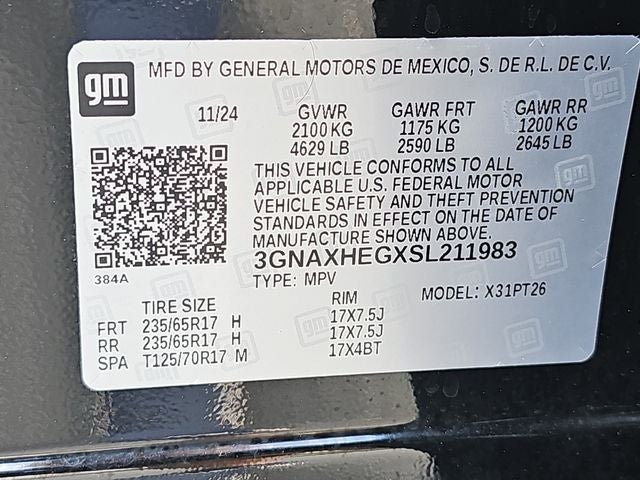 gm MFD BY GENERAL MOTORS DE MEXICO, S. DE R.L. DE C.V.
11/24 GVWR GAWR FRT GAWR RR
2100 KG 1175 KG 1200 KG
4629 LB 2590 LB 2645 LB
THIS VEHICLE CONFORMS TO ALL
APPLICABLE U.S. FEDERAL MOTOR
VEHICLE SAFETY AND THEFT PREVENTION
STANDARDS IN EFFECT ON THE DATE OF
MANUFACTURE SHOWN ABOVE.
3GNAXHEGXSL211983
384A TYPE: MPV MODEL: X31PT26
TIRE SIZE RIM
FRT 235/65R17 H 17X7.5J
RR 235/65R17 H 17X7.5J
SPA T125/70R17 M 17X4BT